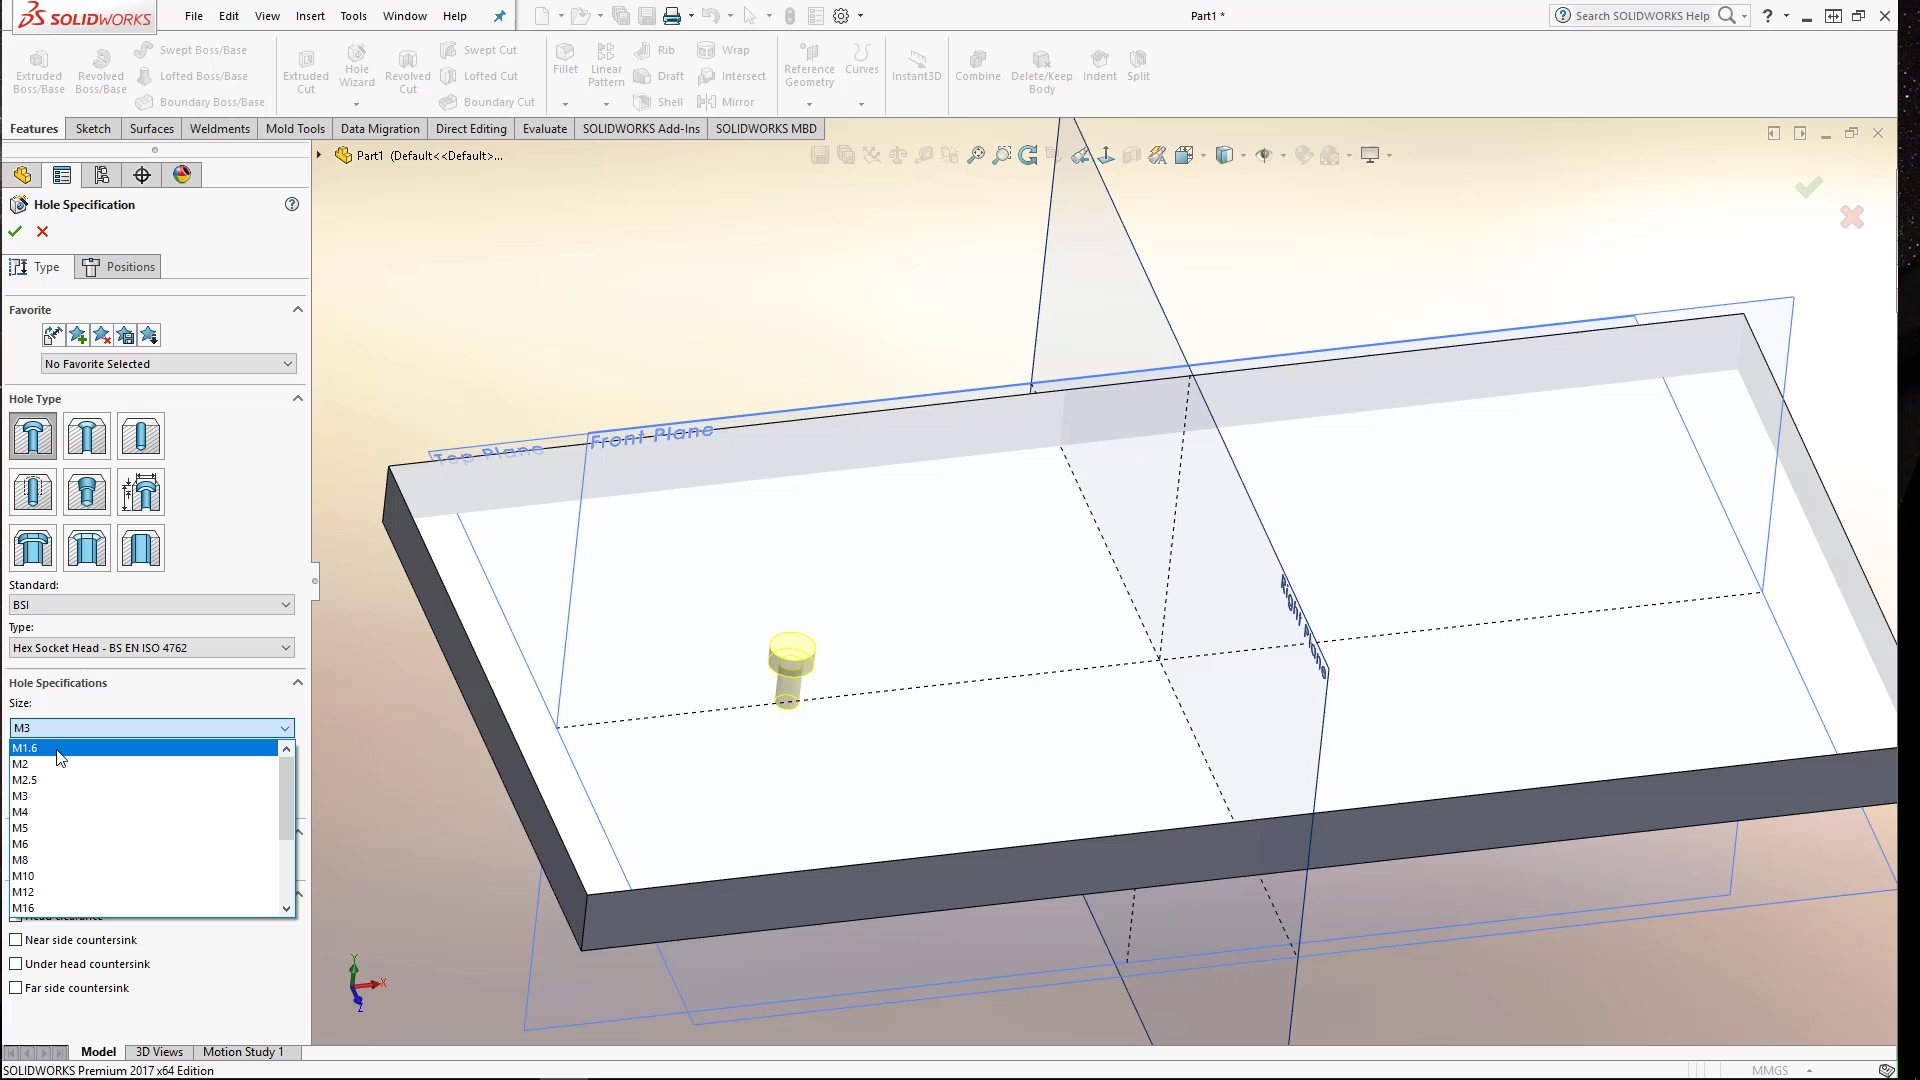 SOLIDWORKS File Edit View Insert Tools Window Help Part1 * Search SOLIDWORKS Help ?
Extruded Boss/Base
Revolved Boss/Base
Swept Boss/Base
Lofted Boss/Base
Boundary Boss/Base
Extruded Cut
Hole Wizard
Revolved Cut
Swept Cut
Lofted Cut
Boundary Cut
Fillet
Linear Pattern
Rib
Draft
Shell
Wrap
Intersect
Mirror
Reference Geometry
Curves
Instant3D
Combine
Delete/Keep Body
Indent
Split
Features Sketch Surfaces Weldments Mold Tools Data Migration Direct Editing Evaluate SOLIDWORKS Add-Ins SOLIDWORKS MBD
Part1 (Default<<Default>...
Hole Specification
Type Positions
Favorite
No Favorite Selected
Hole Type
Standard:
BSI
Type:
Hex Socket Head - BS EN ISO 4762
Hole Specifications
Size:
M3
M1.6
M2
M2.5
M3
M4
M5
M6
M8
M10
M12
M16
Head clearance
Near side countersink
Under head countersink
Far side countersink
Top Plane
Front Plane
Right Plane
Y
X
Z
Model 3D Views Motion Study 1
SOLIDWORKS Premium 2017 x64 Edition MMGS